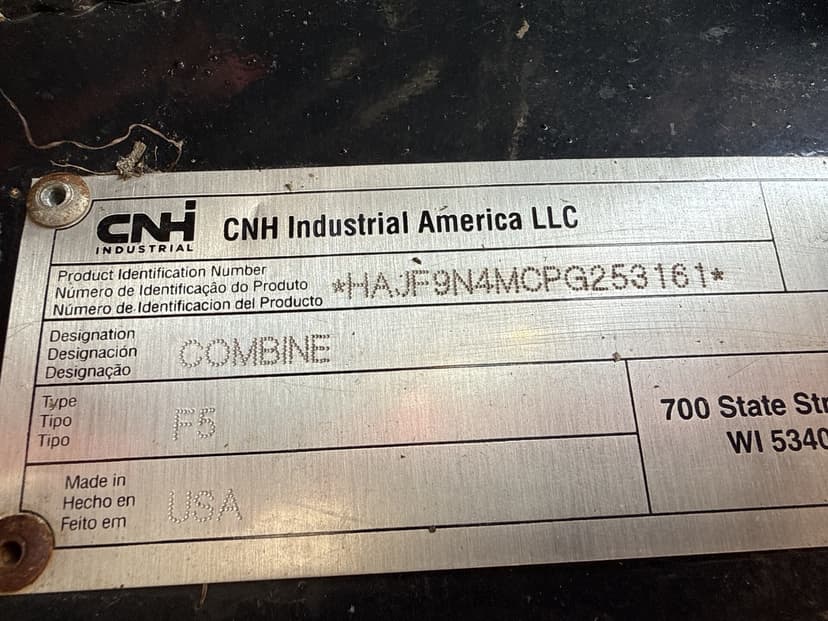 CNH
INDUSTRIAL
CNH Industrial America LLC
Product Identification Number
Número de Identificação do Produto
Número de Identificacion del Producto
*HAJF9N4MCPG253161*
Designation
Designación
Designação
COMBINE
Type
Tipo
Tipo
F5
700 State Str
WI 5340
Made in
Hecho en
Feito em
USA